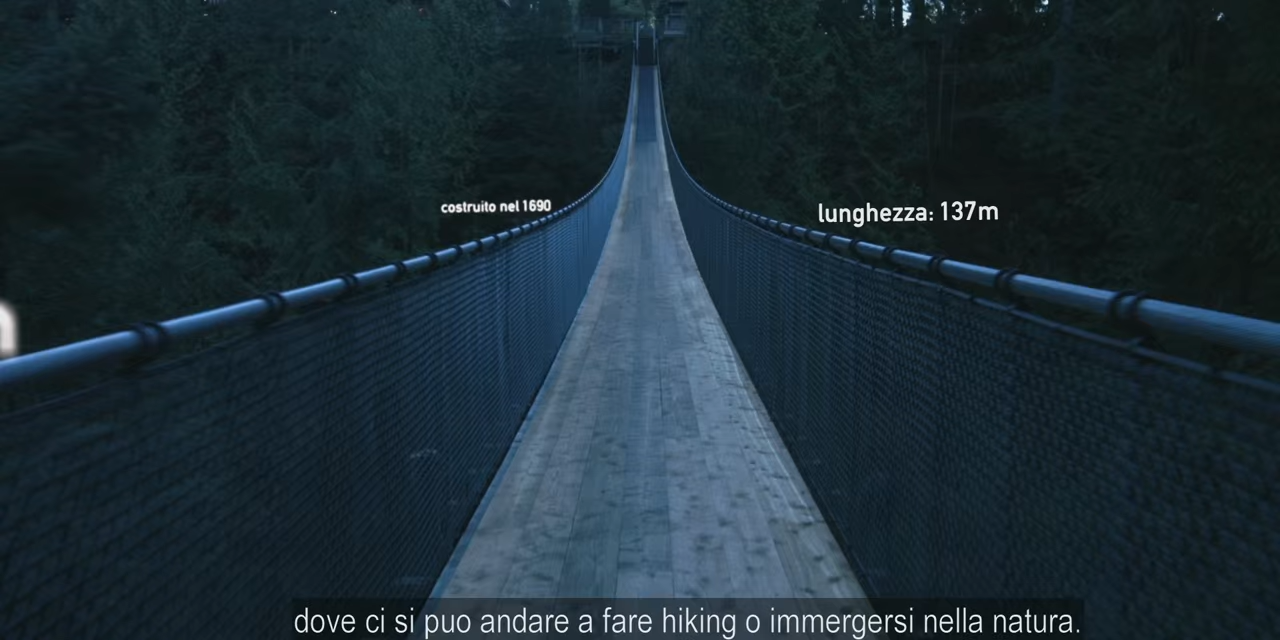 costruito nel 1690
lunghezza: 137m
dove ci si puo andare a fare hiking o immergersi nella natura.